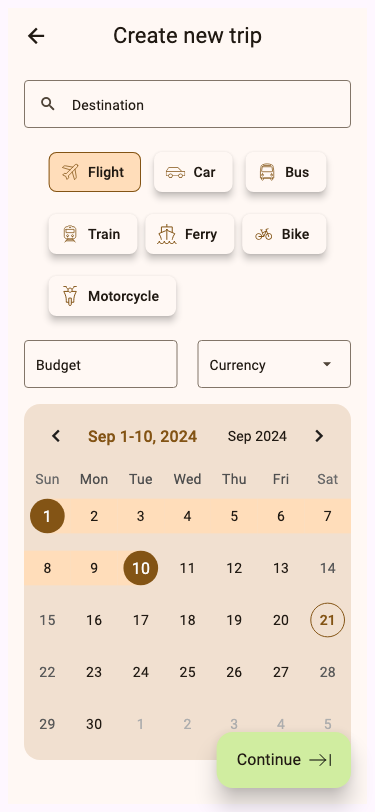 Create new trip
Destination
Flight Car Bus
Train Ferry Bike
Motorcycle
Budget Currency
Sep 1-10, 2024 Sep 2024
Sun Mon Tue Wed Thu Fri Sat
1 2 3 4 5 6 7
8 9 10 11 12 13 14
15 16 17 18 19 20 21
22 23 24 25 26 27 28
29 30 1 2 3 4 5
Continue